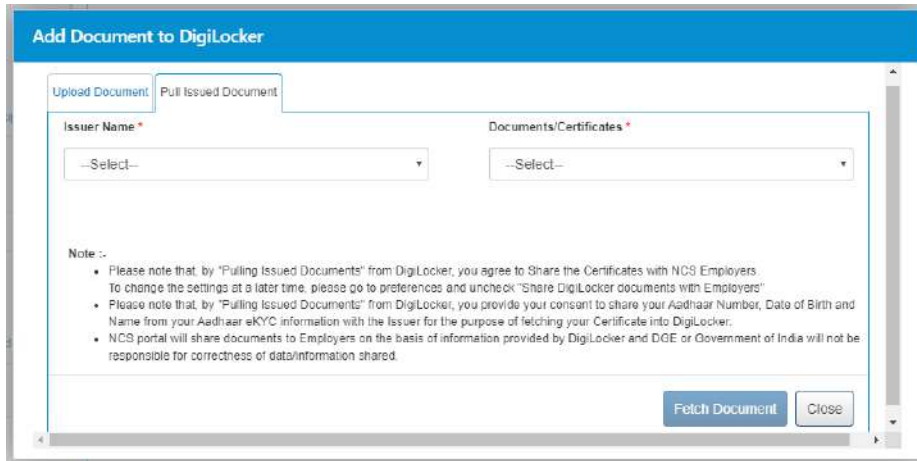 Add Document to DigiLocker
Upload Document Pull Issued Document
Issuer Name * Documents/Certificates *
--Select-- --Select--
Note :-
• Please note that, by "Pulling Issued Documents" from DigiLocker, you agree to Share the Certificates with NCS Employers.
To change the settings at a later time, please go to preferences and uncheck "Share DigiLocker documents with Employers"
• Please note that, by "Pulling Issued Documents" from DigiLocker, you provide your consent to share your Aadhaar Number, Date of Birth and
Name from your Aadhaar eKYC information with the Issuer for the purpose of fetching your Certificate into DigiLocker.
• NCS portal will share documents to Employers on the basis of information provided by DigiLocker and DGE or Government of India will not be
responsible for correctness of data/information shared.
Fetch Document Close